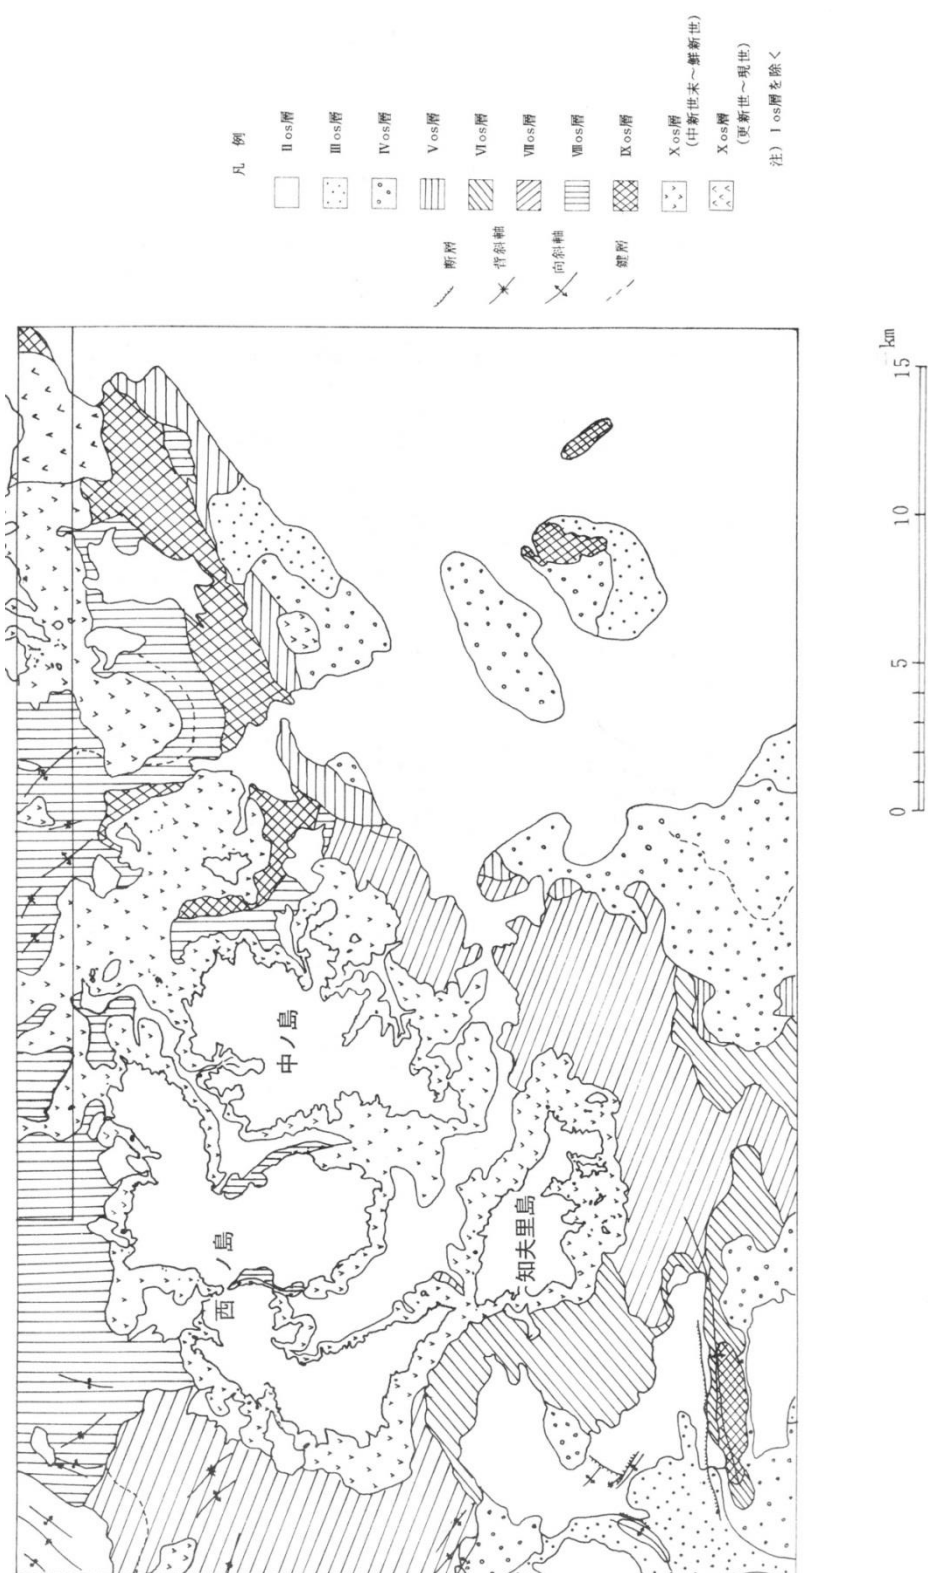 凡例
Ⅱos層
Ⅲos層
Ⅳos層
Ⅴos層
Ⅵos層
Ⅶos層
Ⅷos層
Ⅸos層
Ⅹos層
(中新世末～鮮新世)
Ⅹos層
(更新世～現世)
注) Ⅰos層を除く
断層
背斜軸
向斜軸
鍵層
中ノ島
西ノ島
知夫里島
0 5 10 15 km